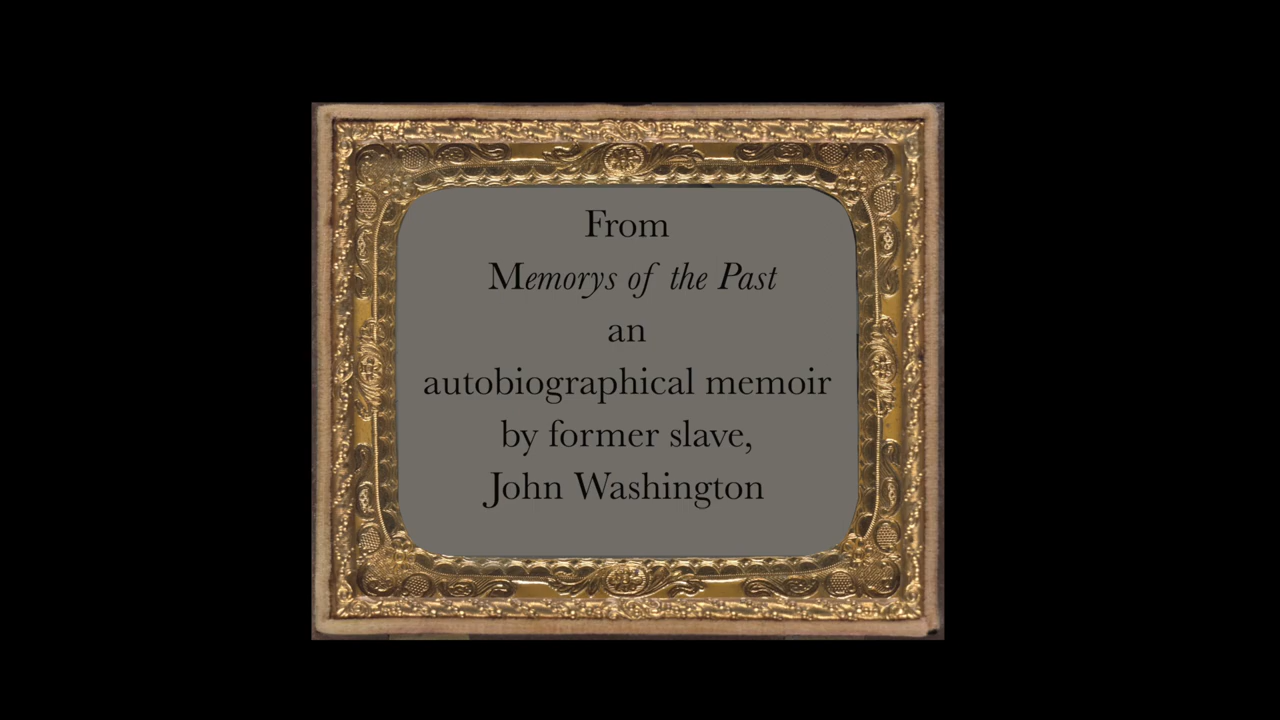 From
Memorys of the Past
an
autobiographical memoir
by former slave,
John Washington